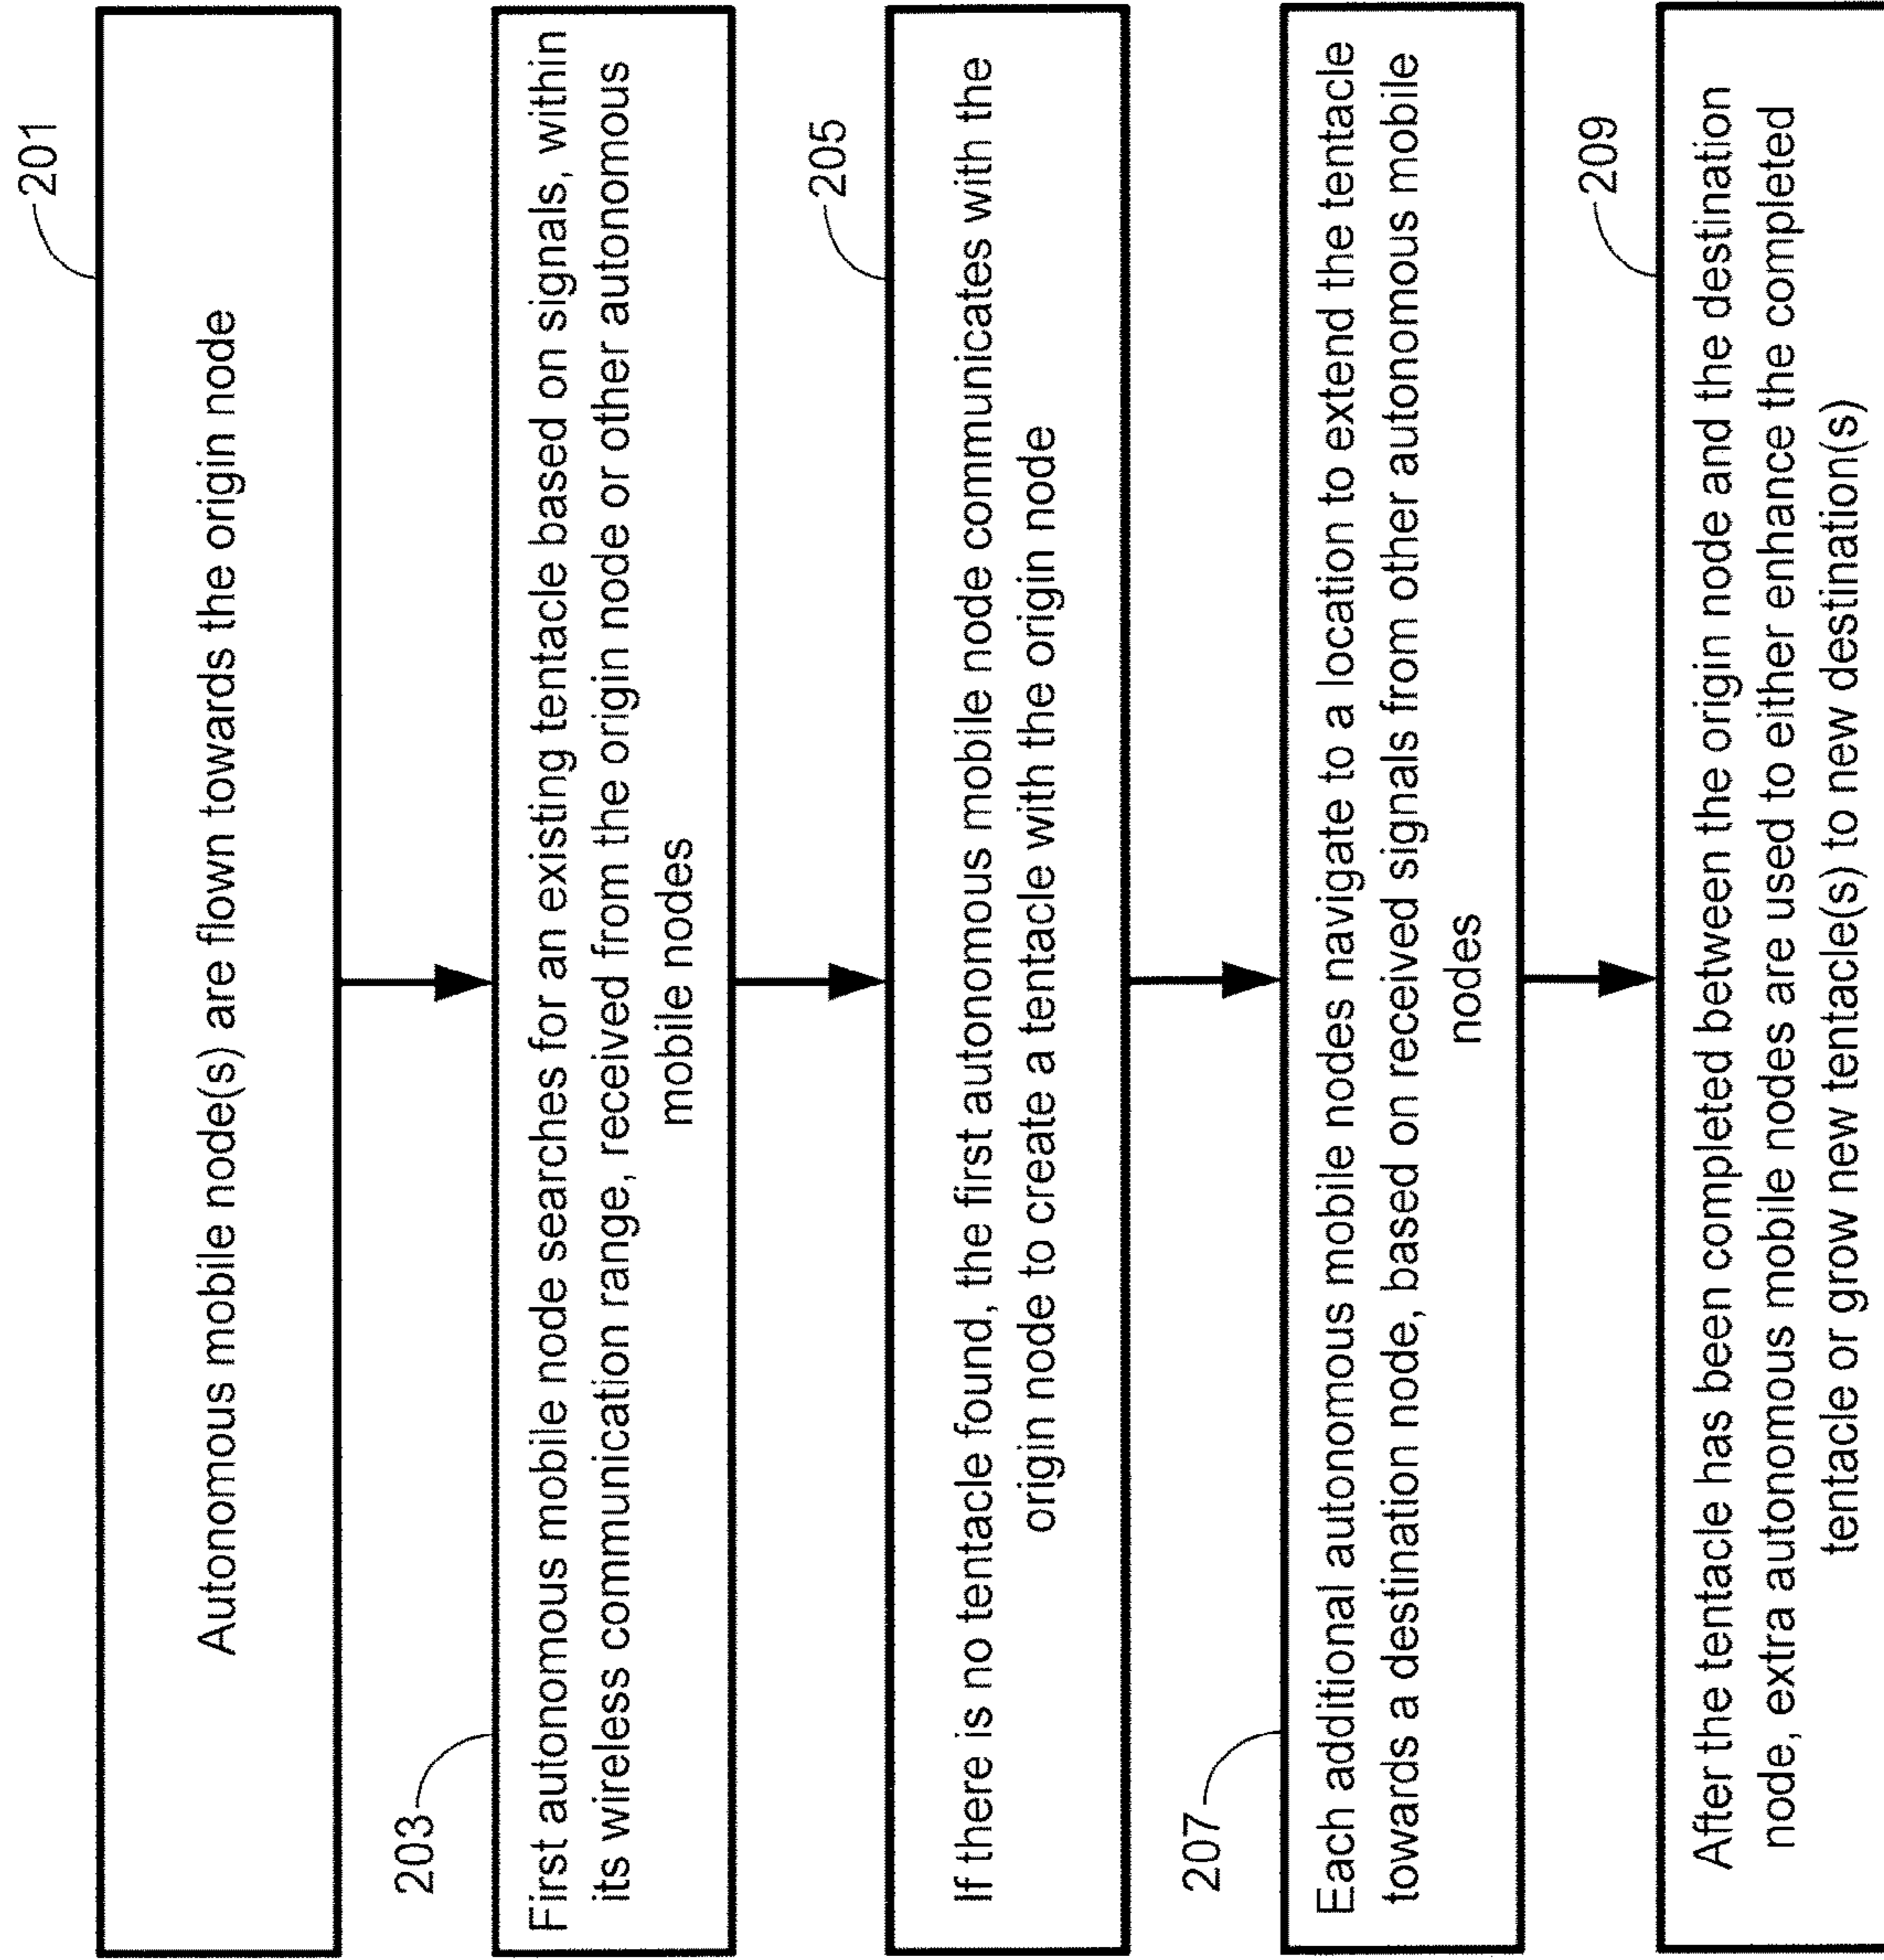 201
Autonomous mobile node(s) are flown towards the origin node
203
First autonomous mobile node searches for an existing tentacle based on signals, within
its wireless communication range, received from the origin node or other autonomous
mobile nodes
205
If there is no tentacle found, the first autonomous mobile node communicates with the
origin node to create a tentacle with the origin node
207
Each additional autonomous mobile nodes navigate to a location to extend the tentacle
towards a destination node, based on received signals from other autonomous mobile
nodes
209
After the tentacle has been completed between the origin node and the destination
node, extra autonomous mobile nodes are used to either enhance the completed
tentacle or grow new tentacle(s) to new destination(s)